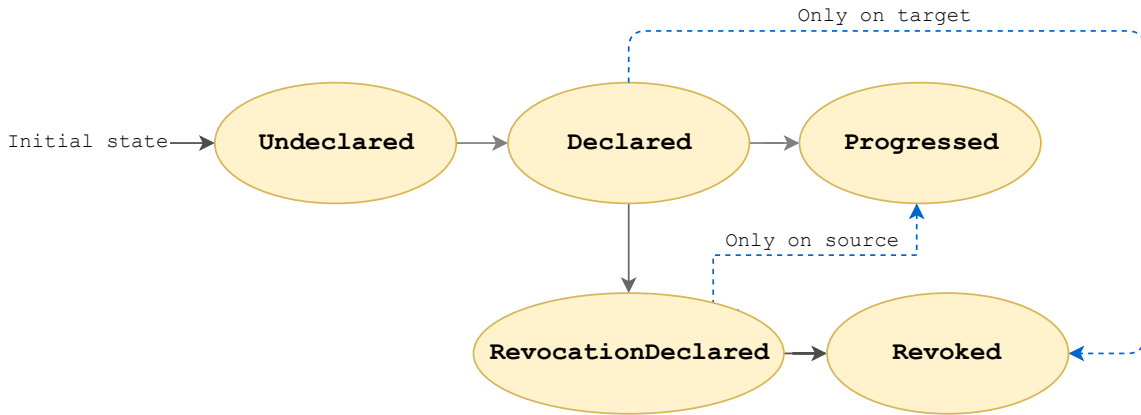 Only on target
Initial state
Undeclared
Declared
Progressed
Only on source
RevocationDeclared
Revoked